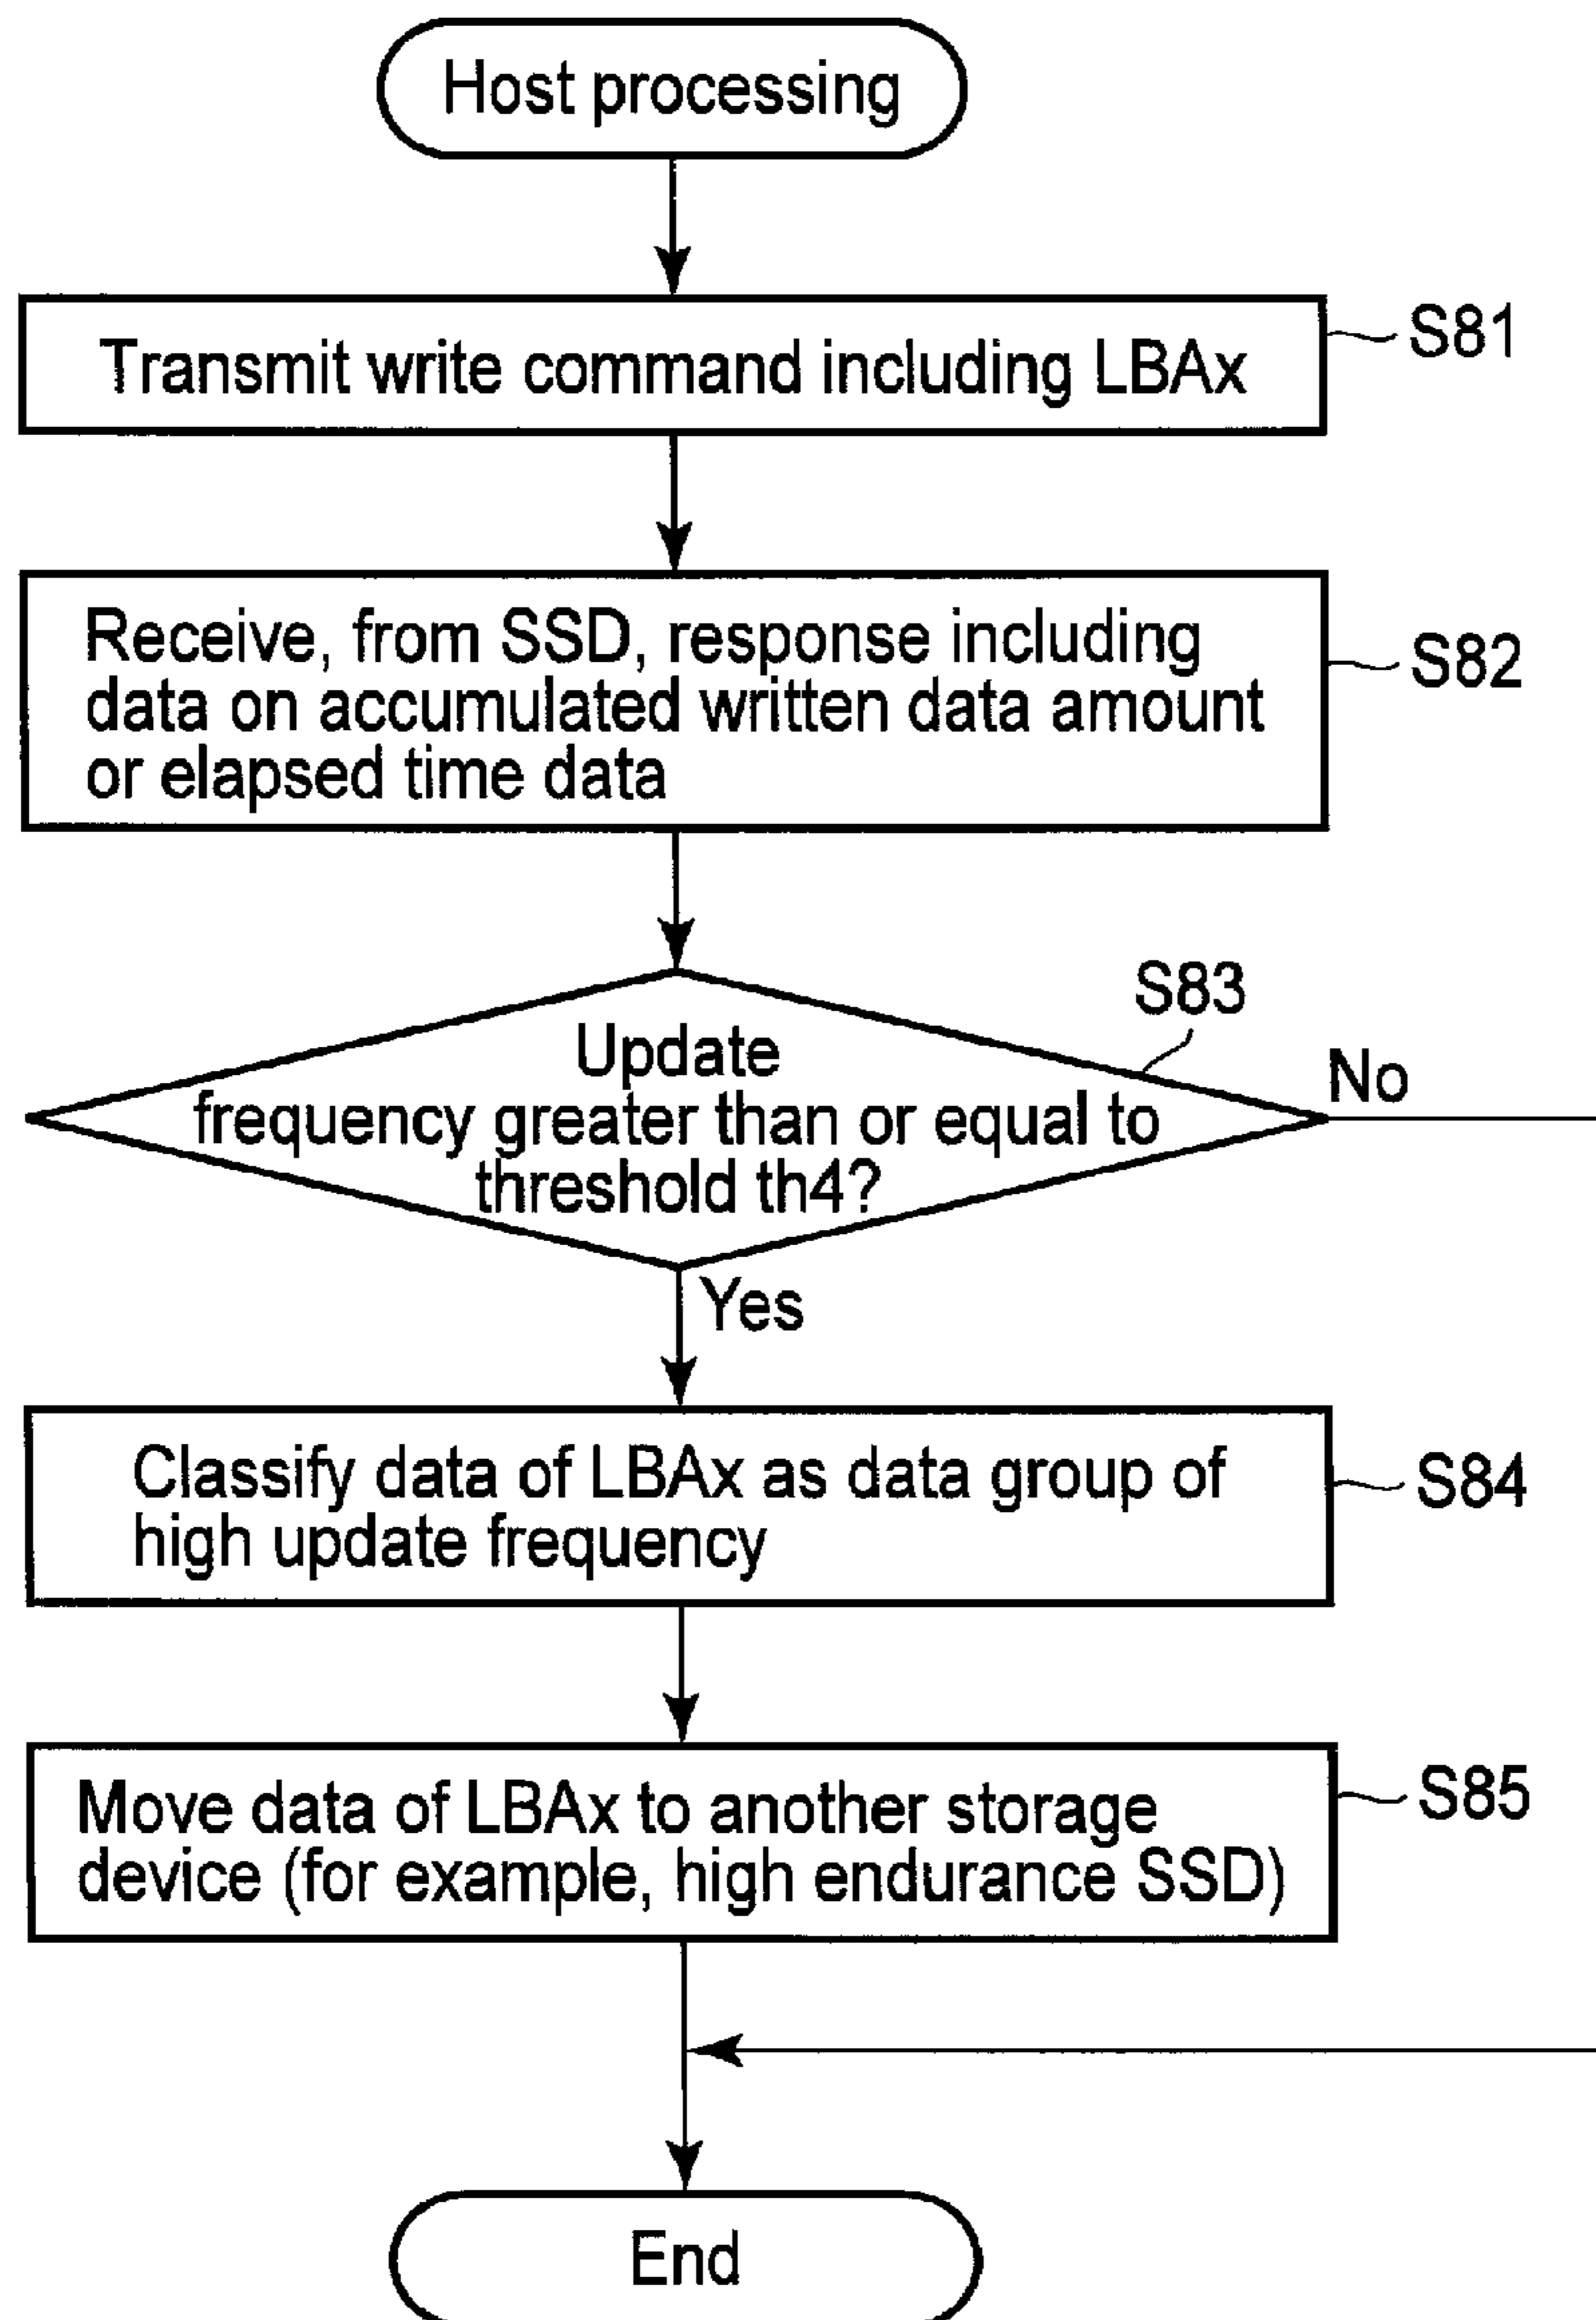 Host processing
Transmit write command including LBAx
S81
Receive, from SSD, response including
data on accumulated written data amount
or elapsed time data
S82
S83
Update
frequency greater than or equal to
threshold th4?
No
Yes
Classify data of LBAx as data group of
high update frequency
S84
Move data of LBAx to another storage
device (for example, high endurance SSD)
S85
End